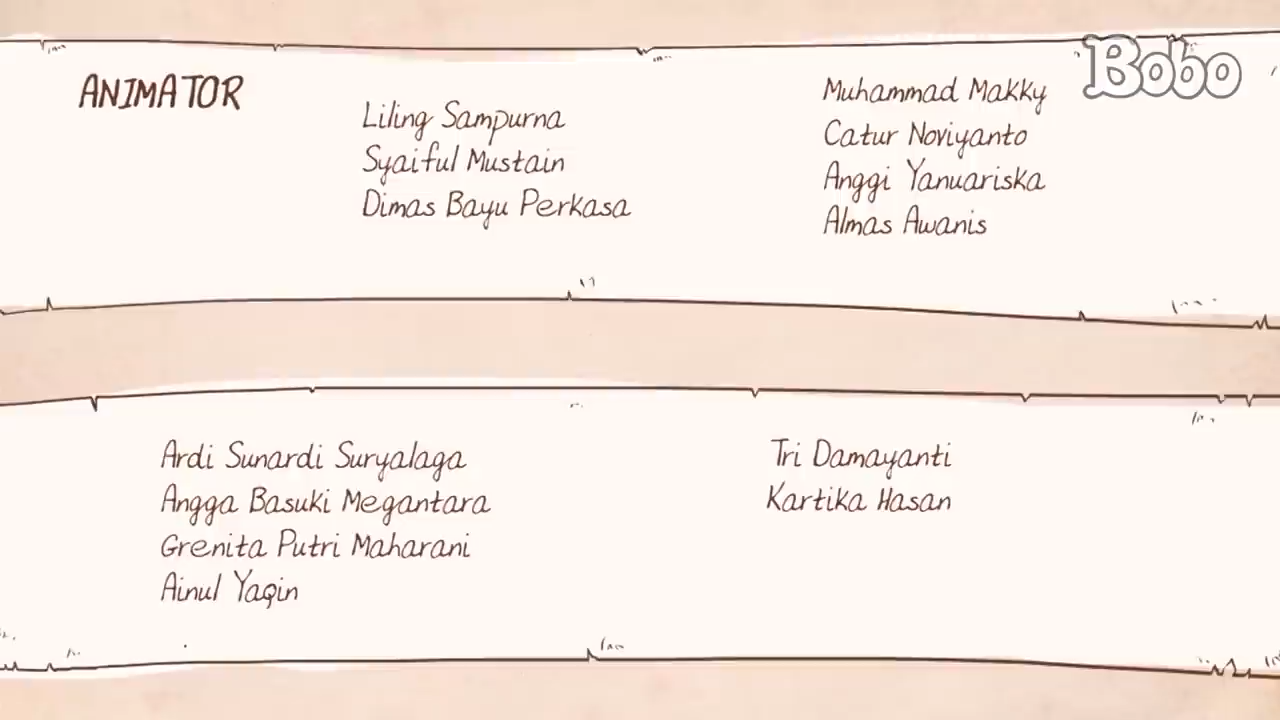 ANIMATOR
Liling Sampurna
Syaiful Mustain
Dimas Bayu Perkasa
Muhammad Makky
Catur Noviyanto
Anggi Yanuariska
Almas Awanis
Bobo
Ardi Sunardi Suryalaga
Angga Basuki Megantara
Grenita Putri Maharani
Ainul Yaqin
Tri Damayanti
Kartika Hasan